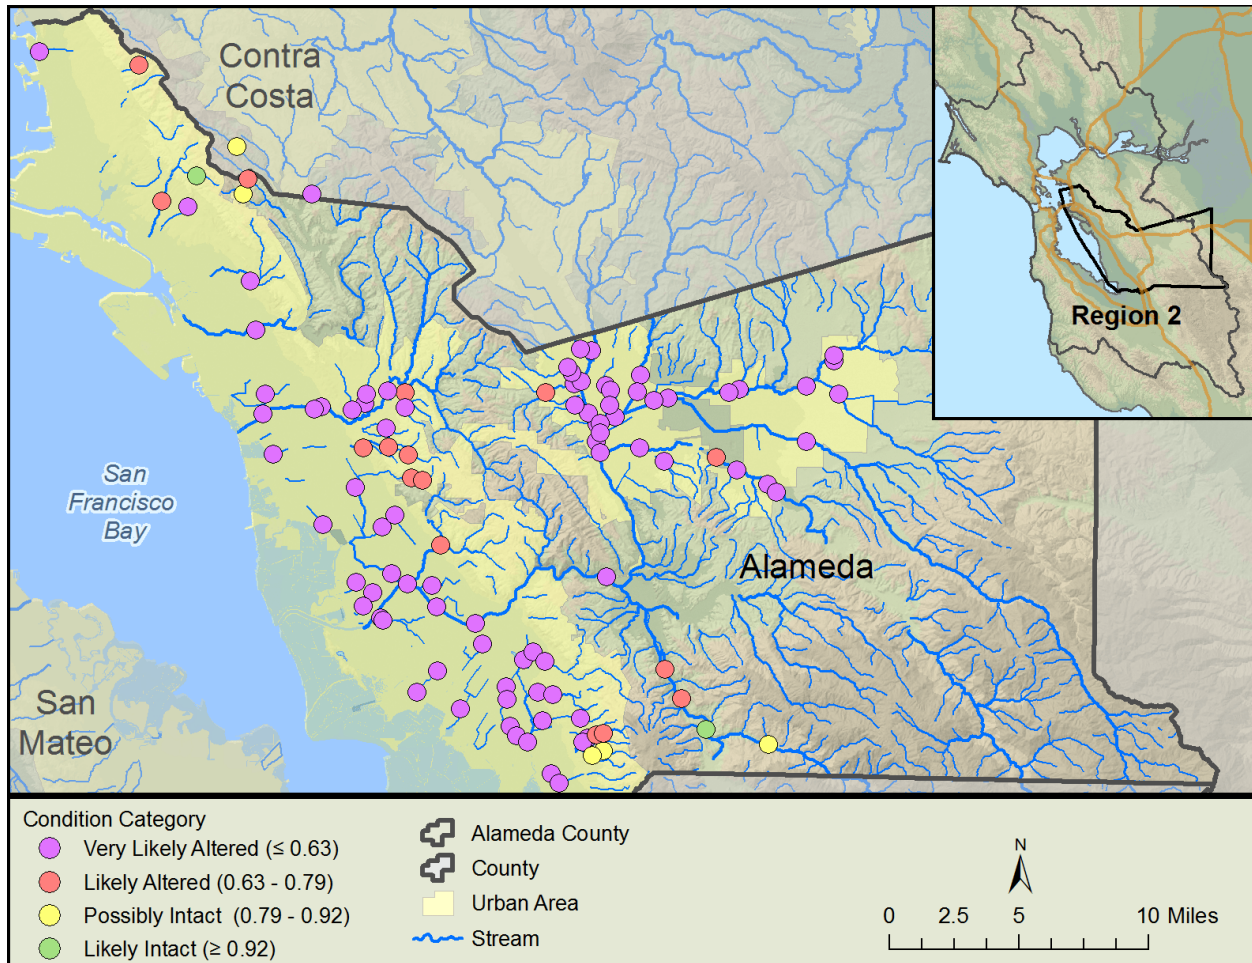 Contra
Costa
Region 2
San
Francisco
Bay
Alameda
San
Mateo
Condition Category
Very Likely Altered (≤ 0.63)
Likely Altered (0.63 - 0.79)
Possibly Intact  (0.79 - 0.92)
Likely Intact (≥ 0.92)
Alameda County
County
Urban Area
Stream
N
0 2.5 5 10 Miles